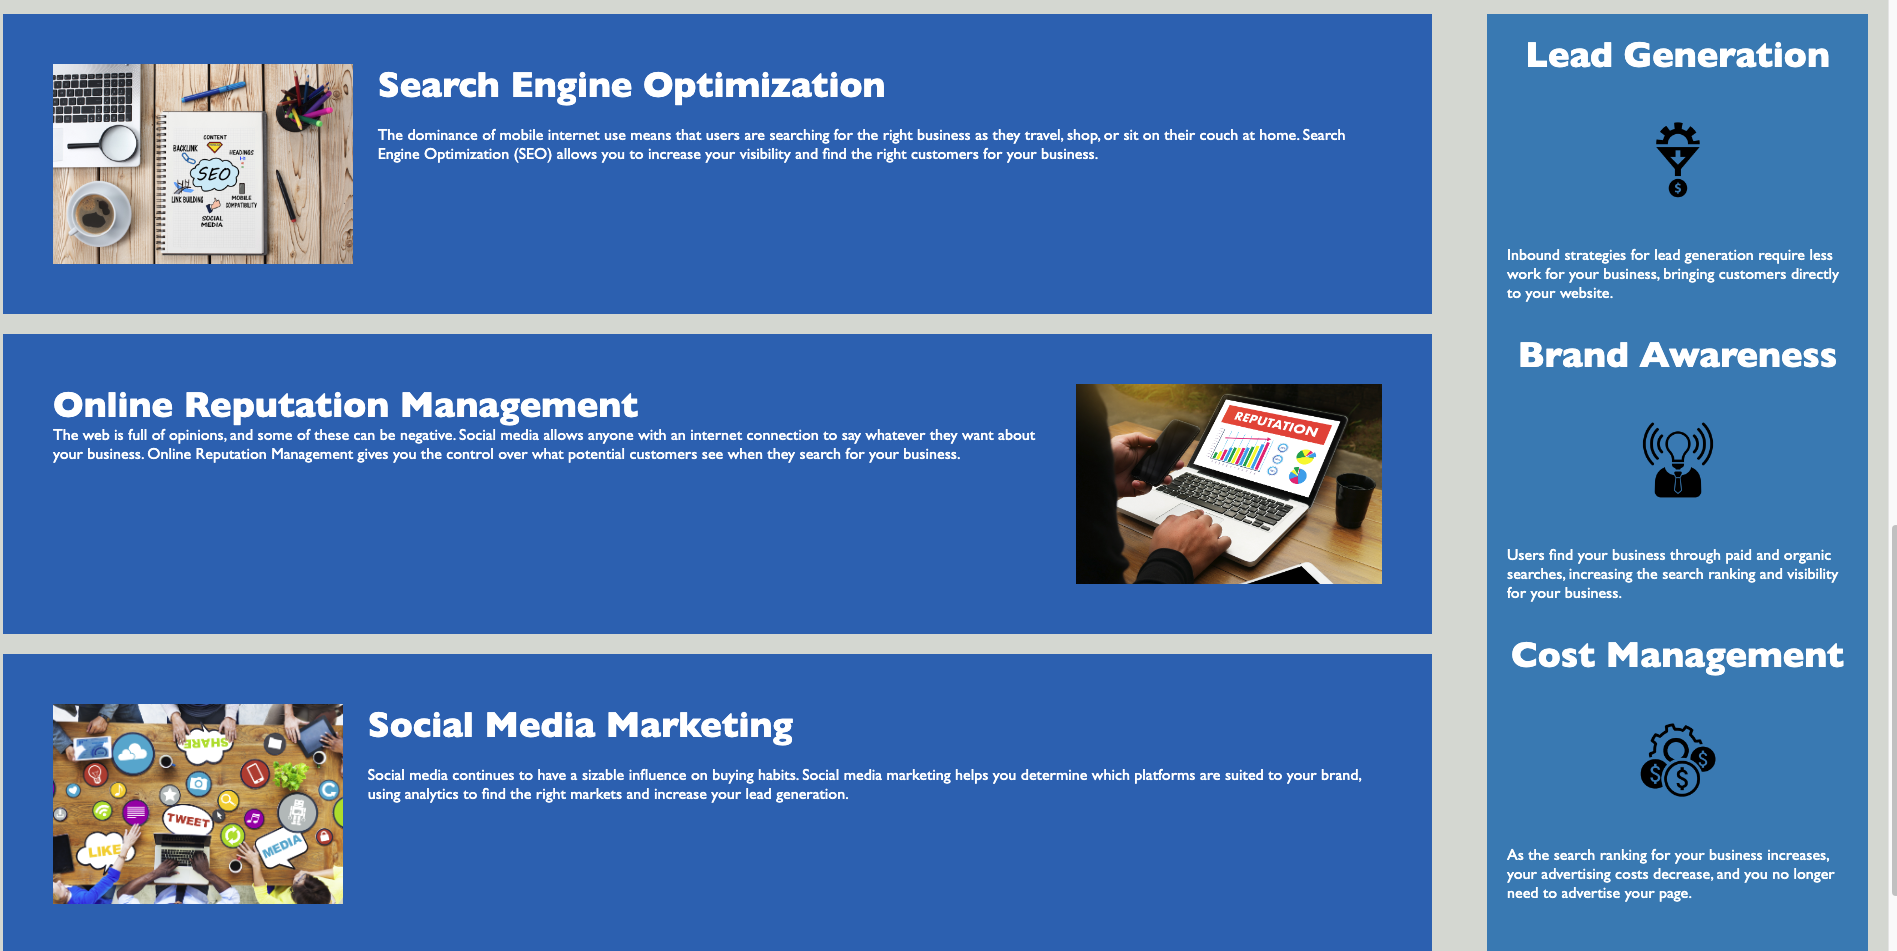 Search Engine Optimization
The dominance of mobile internet use means that users are searching for the right business as they travel, shop, or sit on their couch at home. Search
Engine Optimization (SEO) allows you to increase your visibility and find the right customers for your business.
CONTENT
BACKLINK
HEADINGS
SEO
LINK BUILDING
MOBILE
COMPATIBILITY
SOCIAL
MEDIA
Online Reputation Management
The web is full of opinions, and some of these can be negative. Social media allows anyone with an internet connection to say whatever they want about
your business. Online Reputation Management gives you the control over what potential customers see when they search for your business.
REPUTATION
Social Media Marketing
Social media continues to have a sizable influence on buying habits. Social media marketing helps you determine which platforms are suited to your brand,
using analytics to find the right markets and increase your lead generation.
SHARE
TWEET
LIKE
MEDIA
Lead Generation
$
Inbound strategies for lead generation require less
work for your business, bringing customers directly
to your website.
Brand Awareness
Users find your business through paid and organic
searches, increasing the search ranking and visibility
for your business.
Cost Management
$ $ $
As the search ranking for your business increases,
your advertising costs decrease, and you no longer
need to advertise your page.